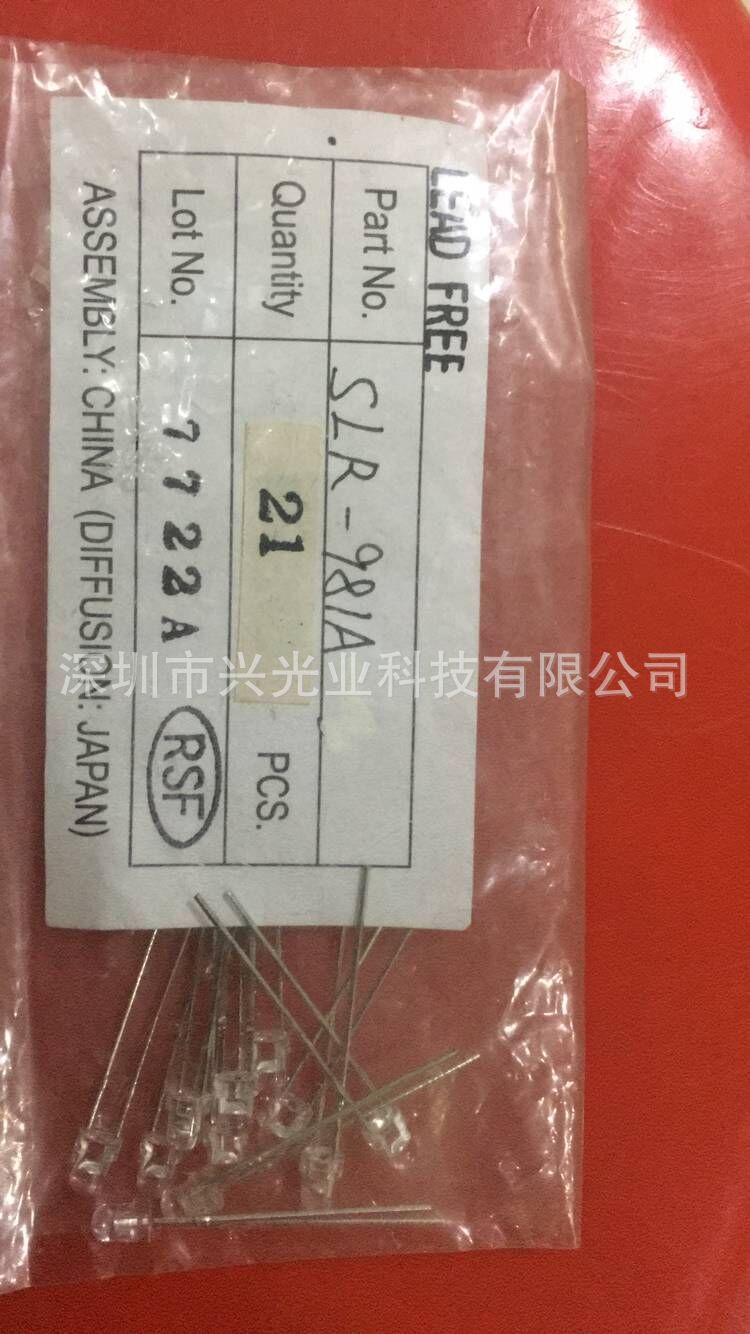 LEAD FREE
Part No. SLR-981A
Quantity 21 PCS.
Lot No. 7722A RSF
ASSEMBLY: CHINA (DIFFUSION: JAPAN)
深圳市兴光业科技有限公司